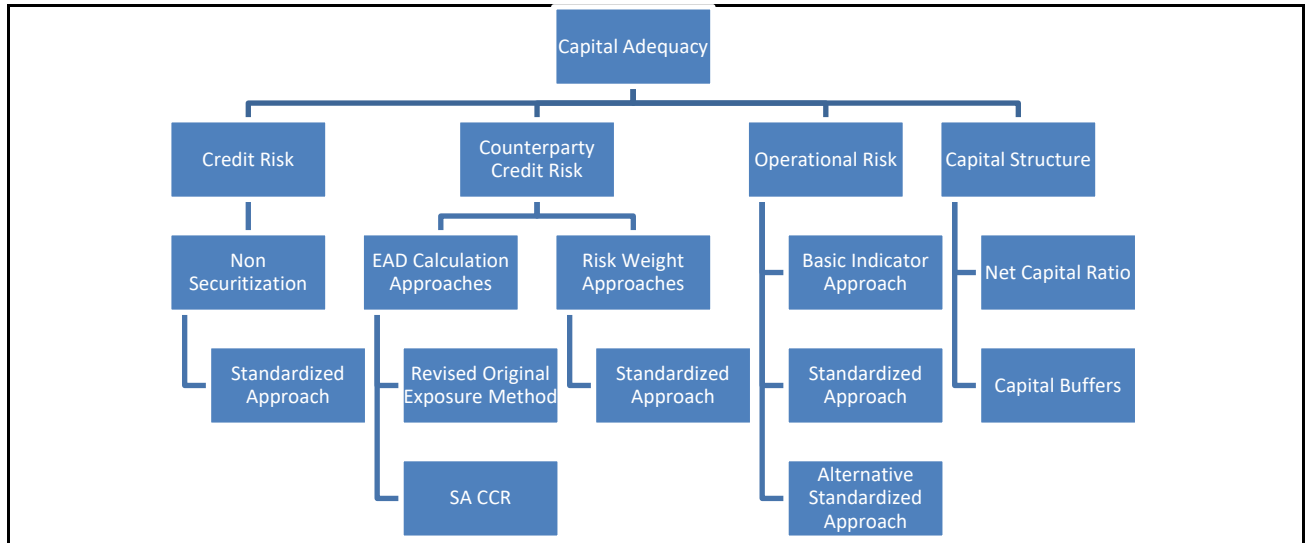 Capital Adequacy
Credit Risk
Counterparty
Credit Risk
Operational Risk
Capital Structure
Non
Securitization
EAD Calculation
Approaches
Risk Weight
Approaches
Basic Indicator
Approach
Net Capital Ratio
Standardized
Approach
Revised Original
Exposure Method
Standardized
Approach
Standardized
Approach
Capital Buffers
SA CCR
Alternative
Standardized
Approach